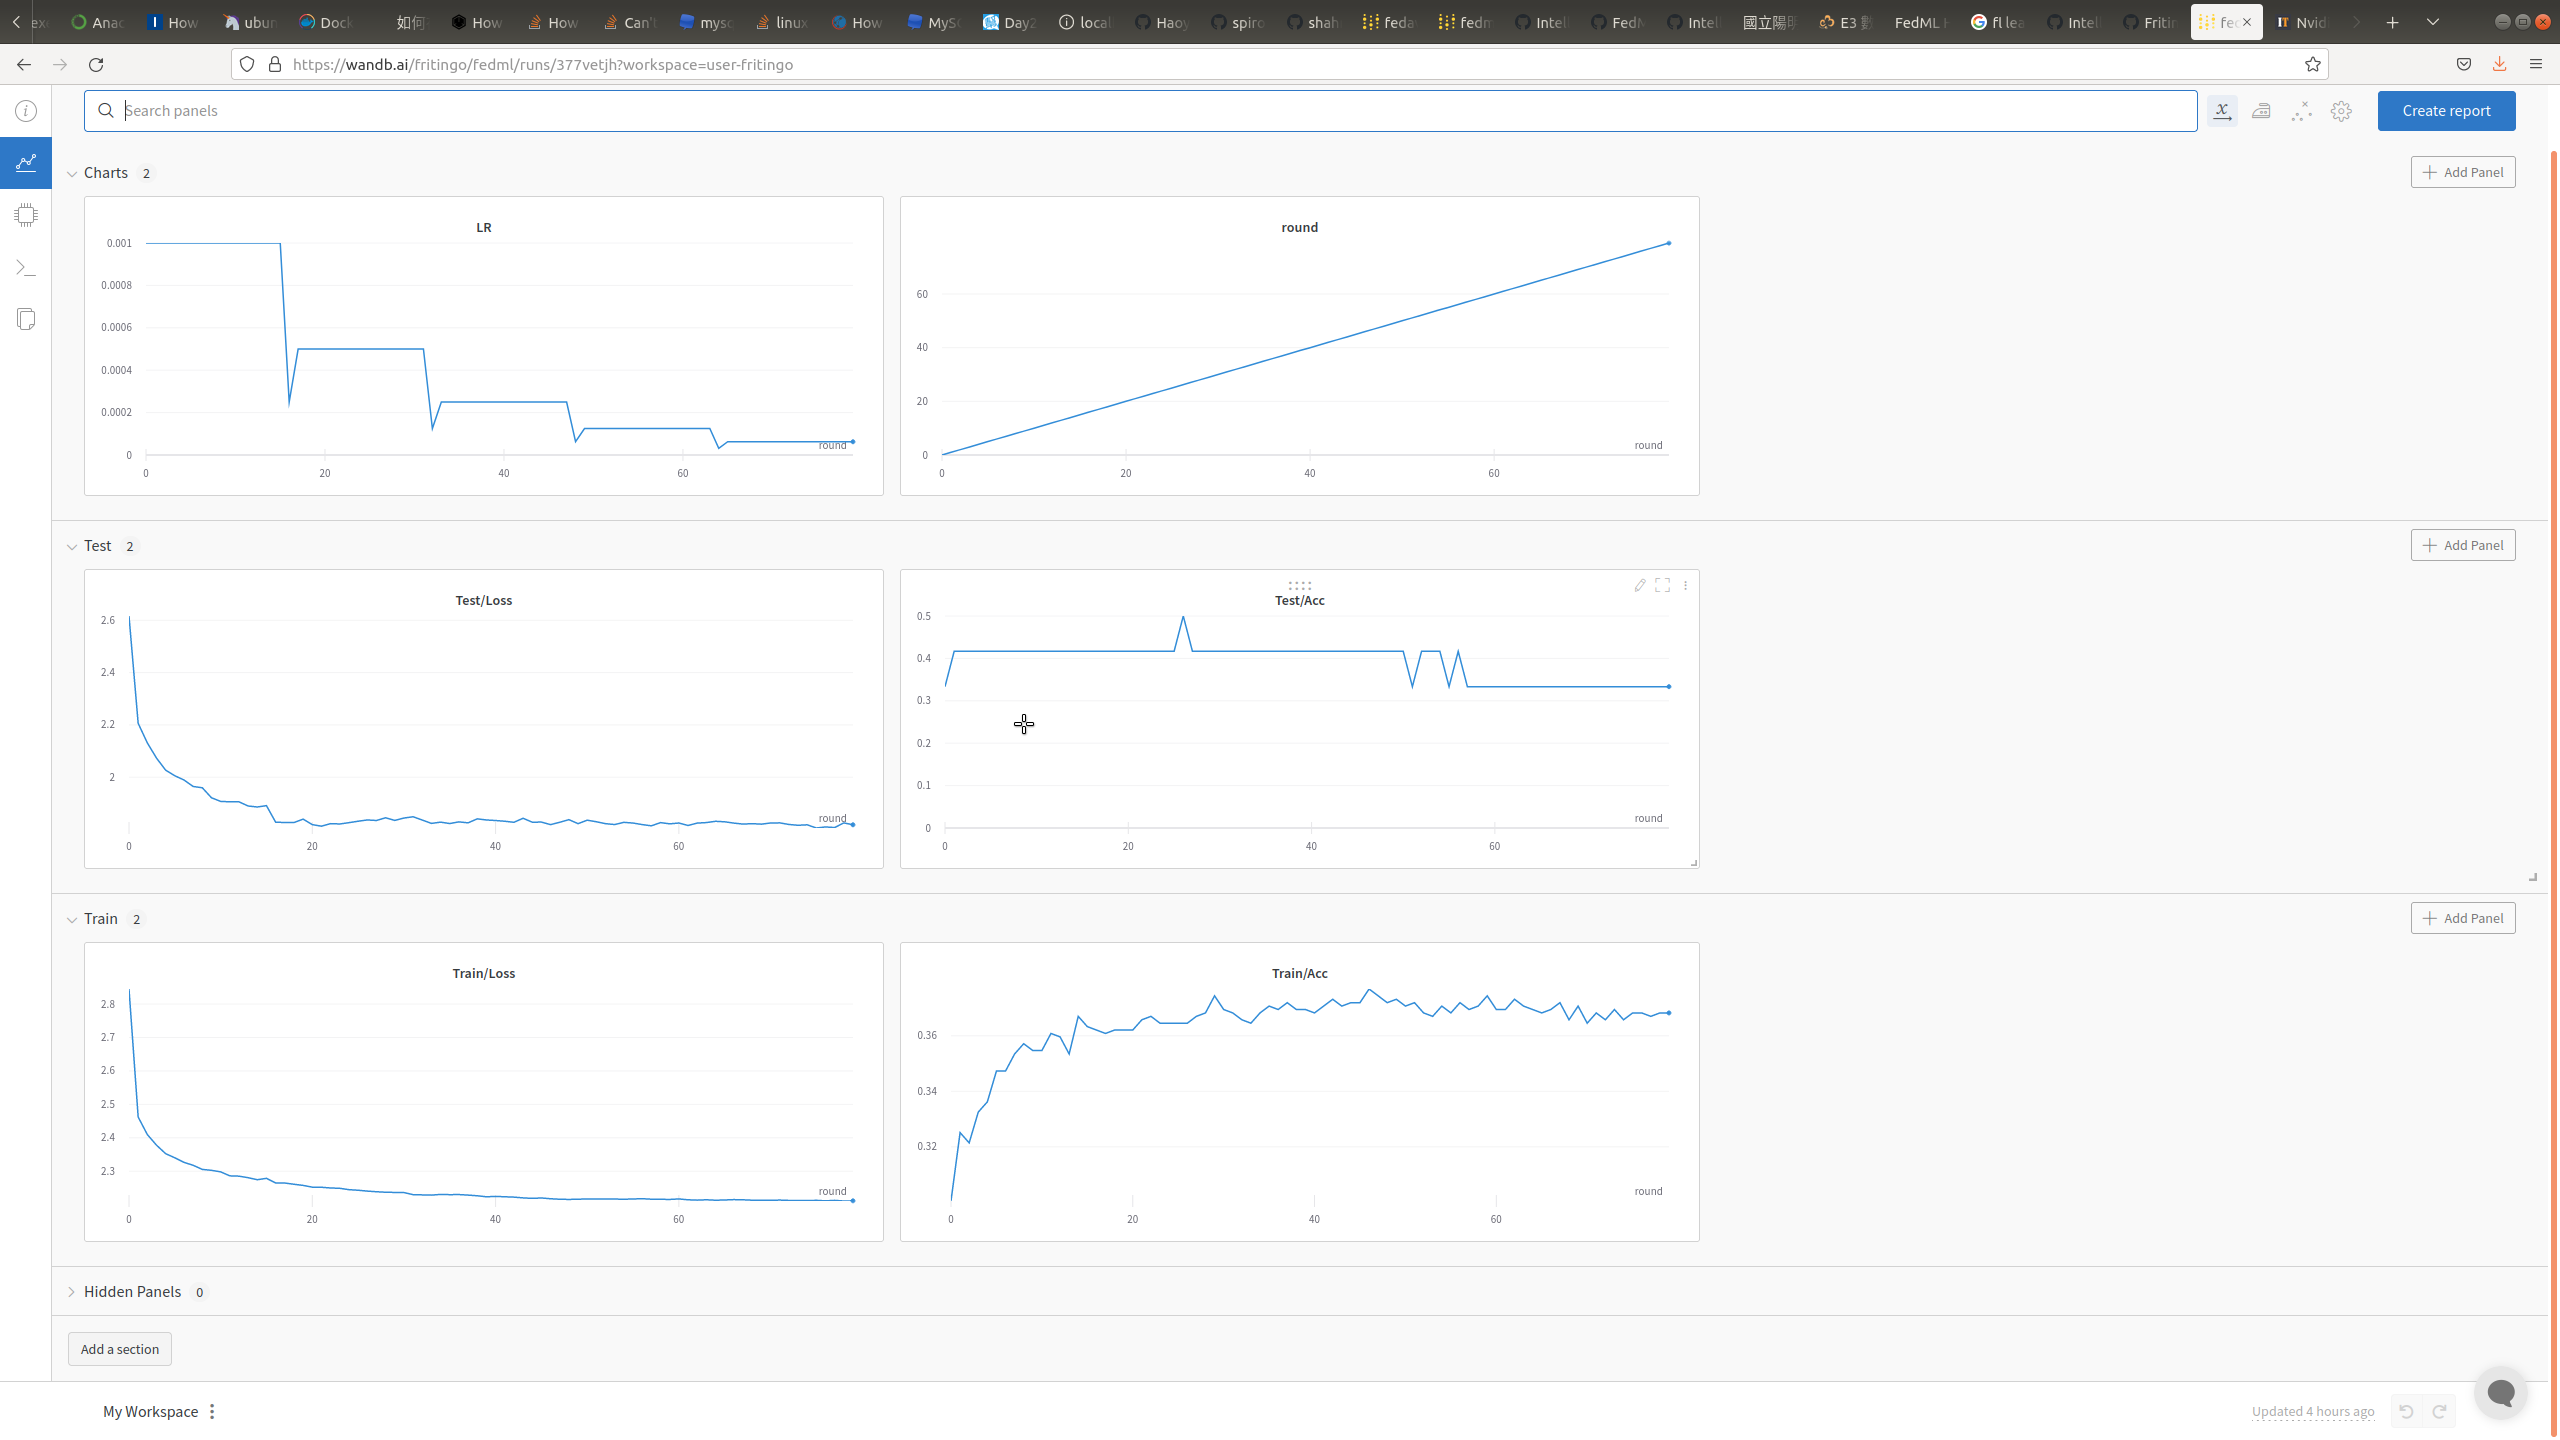 Anac
How
ubun
Dock
如何
How
How
Can'
mysc
linux
How
MyS
Day2
local
Haoy
spiro
shah
feda
fedm
Intel
FedN
Intel
國立陽明
E3 數
FedML
fl lea
Intel
Fritin
fec
Nvid
https://wandb.ai/fritingo/fedml/runs/377vetjh?workspace=user-fritingo
Search panels
Create report
Charts 2
Add Panel
LR
0.001
0.0008
0.0006
0.0004
0.0002
0
round
0 20 40 60
round
60
40
20
0
round
0 20 40 60
Test 2
Add Panel
Test/Loss
2.6
2.4
2.2
2
round
0 20 40 60
Test/Acc
0.5
0.4
0.3
0.2
0.1
0
round
0 20 40 60
Train 2
Add Panel
Train/Loss
2.8
2.7
2.6
2.5
2.4
2.3
round
0 20 40 60
Train/Acc
0.36
0.34
0.32
round
0 20 40 60
Hidden Panels 0
Add a section
My Workspace
Updated 4 hours ago